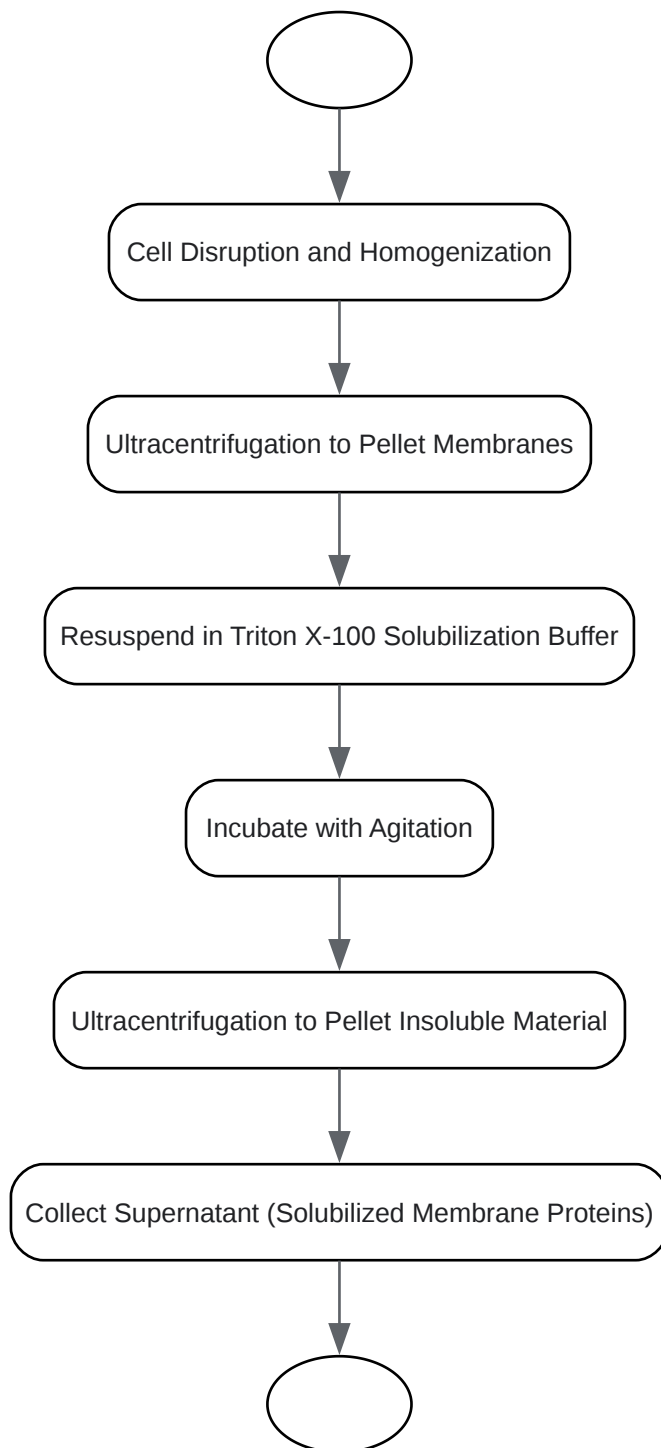 Cell Disruption and Homogenization
Ultracentrifugation to Pellet Membranes
Resuspend in Triton X-100 Solubilization Buffer
Incubate with Agitation
Ultracentrifugation to Pellet Insoluble Material
Collect Supernatant (Solubilized Membrane Proteins)